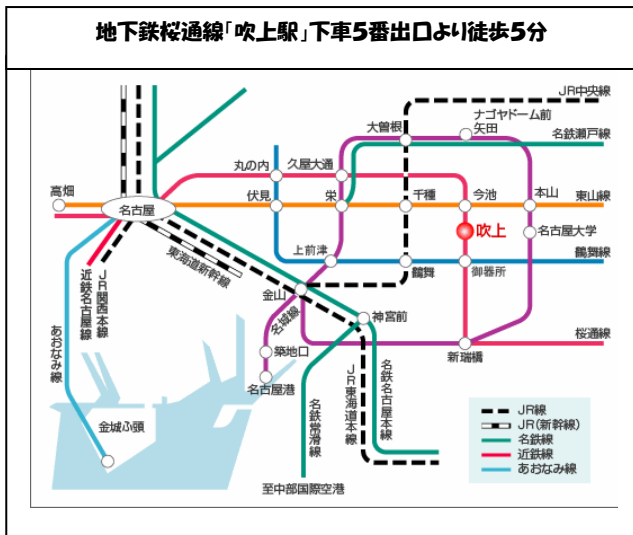 地下鉄桜通線「吹上駅」下車5番出口より徒歩5分
JR中央線
ナゴヤドーム前
矢田
大曽根
名鉄瀬戸線
丸の内
久屋大通
高畑
名古屋
伏見
栄
千種
今池
本山
東山線
吹上
名古屋大学
上前津
鶴舞
御器所
鶴舞線
東海道新幹線
金山
名城線
神宮前
JR関西本線
近鉄名古屋線
あおなみ線
築地口
名古屋港
新瑞橋
桜通線
金城ふ頭
名鉄常滑線
JR東海道本線
名鉄名古屋本線
至中部国際空港
JR線
JR(新幹線)
名鉄線
近鉄線
あおなみ線